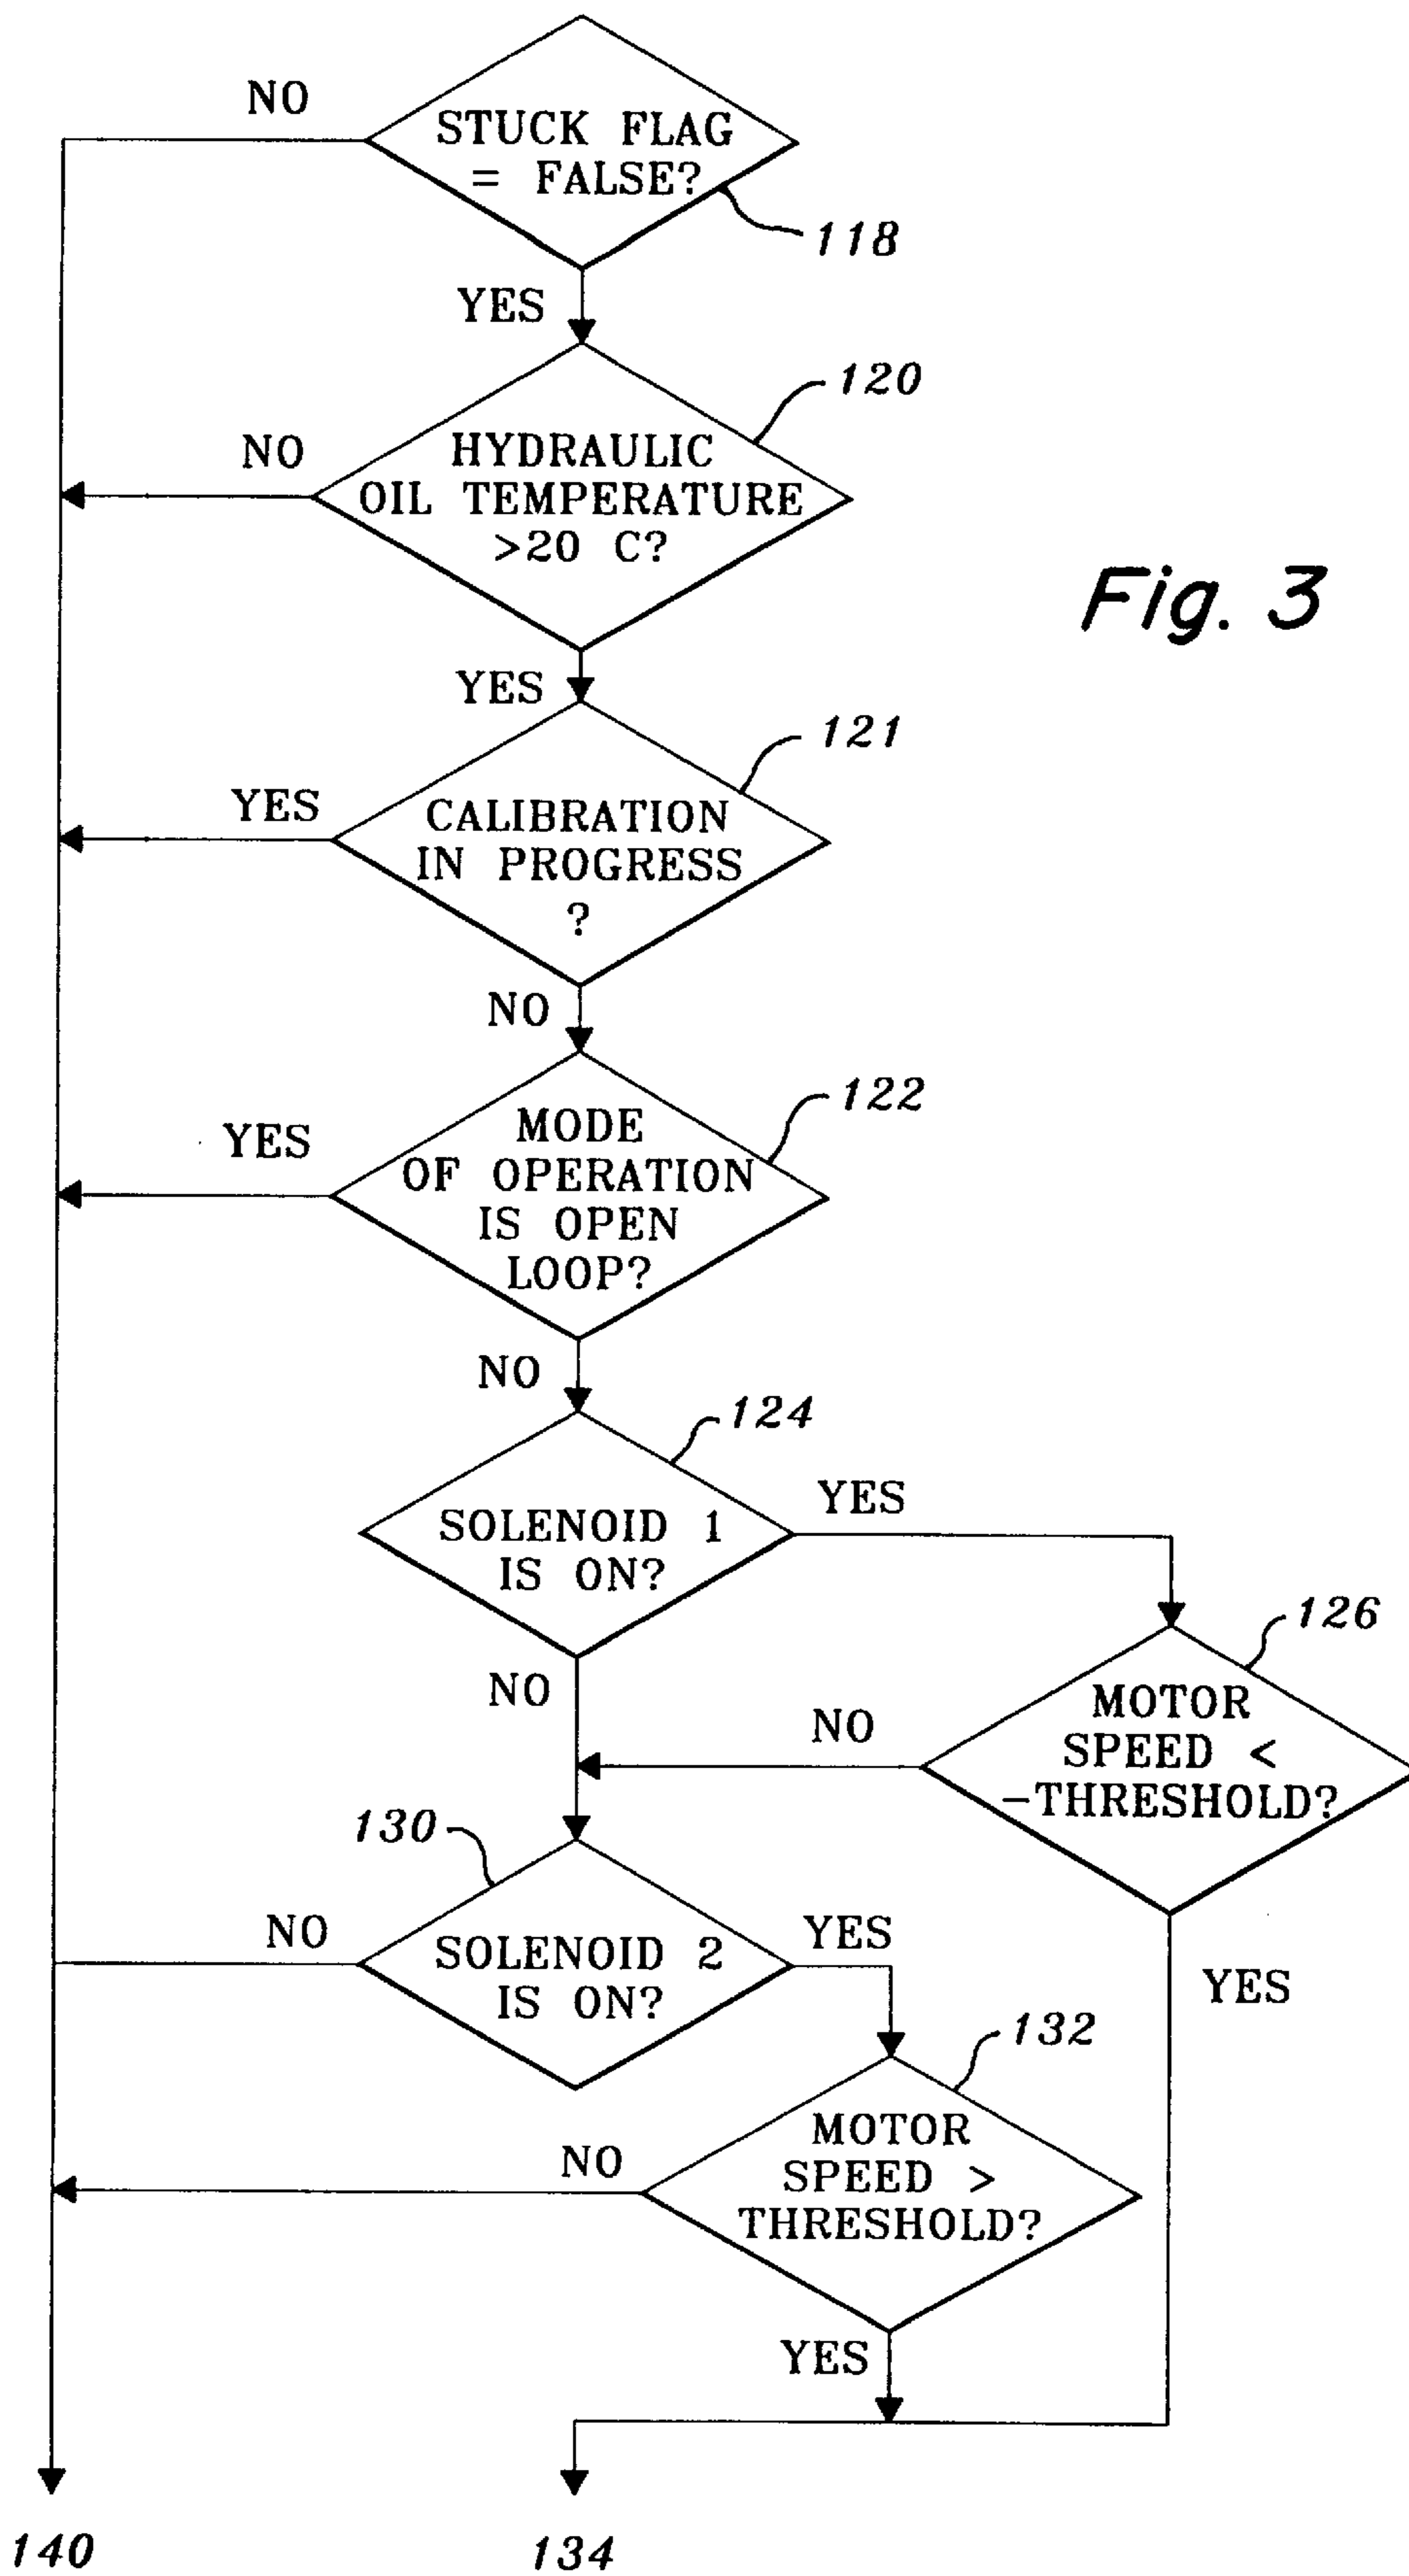 NO
STUCK FLAG
= FALSE?
118
YES
120
NO
HYDRAULIC
OIL TEMPERATURE
>20 C?
Fig. 3
YES
121
YES
CALIBRATION
IN PROGRESS
?
NO
122
YES
MODE
OF OPERATION
IS OPEN
LOOP?
NO
124
YES
SOLENOID 1
IS ON?
126
NO
NO
MOTOR
SPEED <
-THRESHOLD?
130
NO
YES
SOLENOID 2
IS ON?
YES
132
NO
MOTOR
SPEED >
THRESHOLD?
YES
140
134